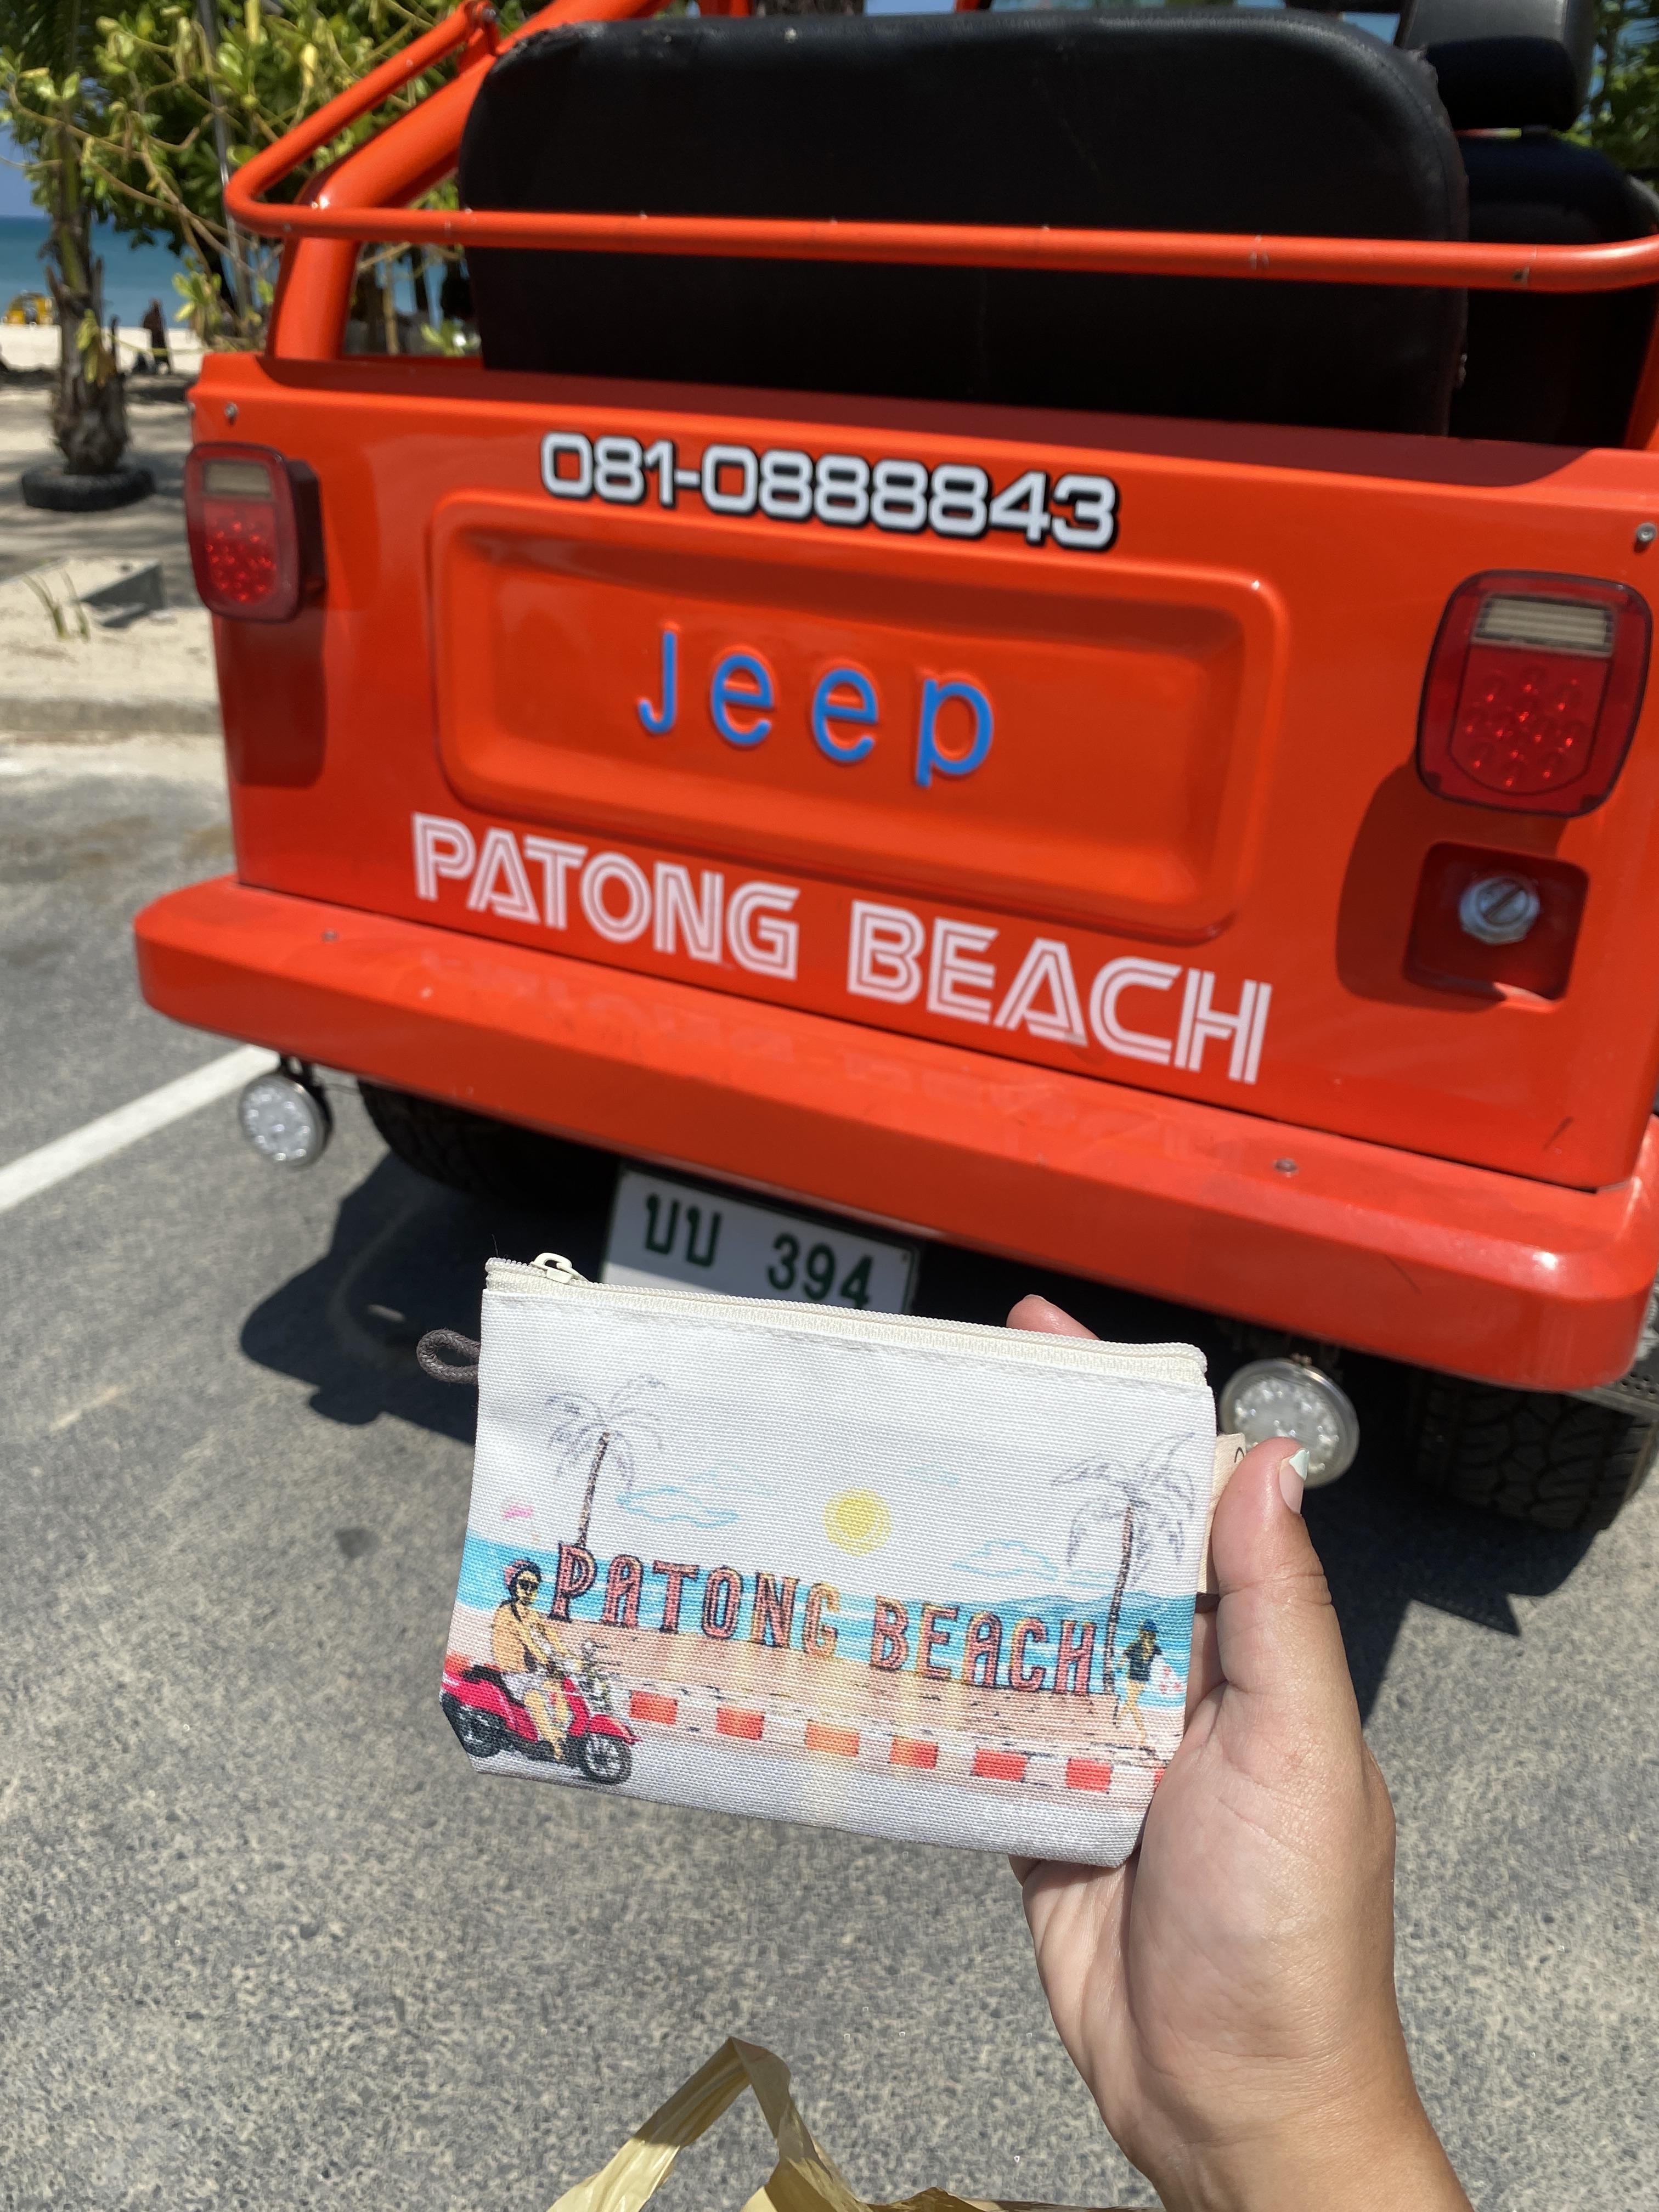 081-0888843
Jeep
PATONG BEACH
บบ 394
PATONG BEACH